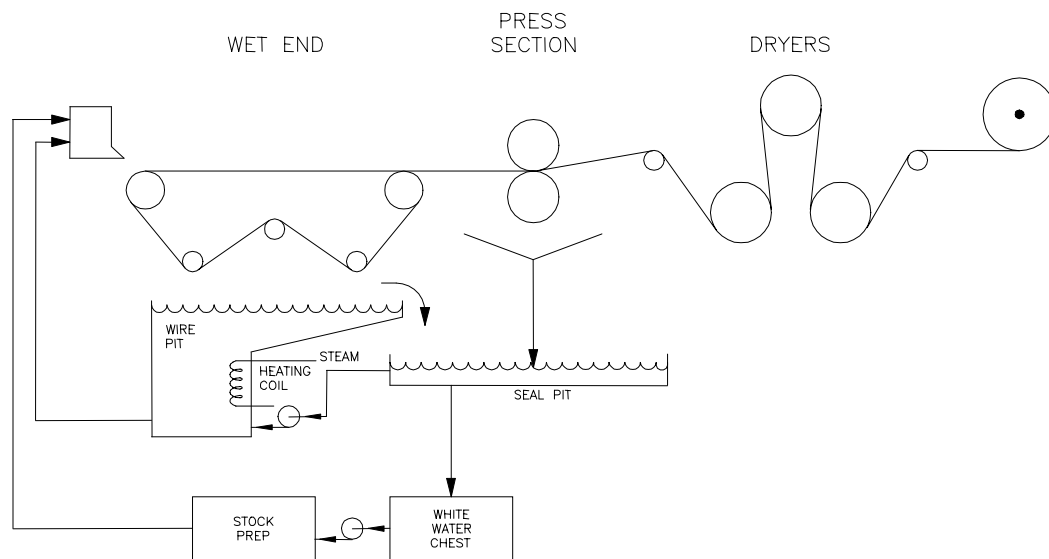 WET END
PRESS
SECTION
DRYERS
WIRE
PIT
STEAM
HEATING
COIL
SEAL PIT
STOCK
PREP
WHITE
WATER
CHEST